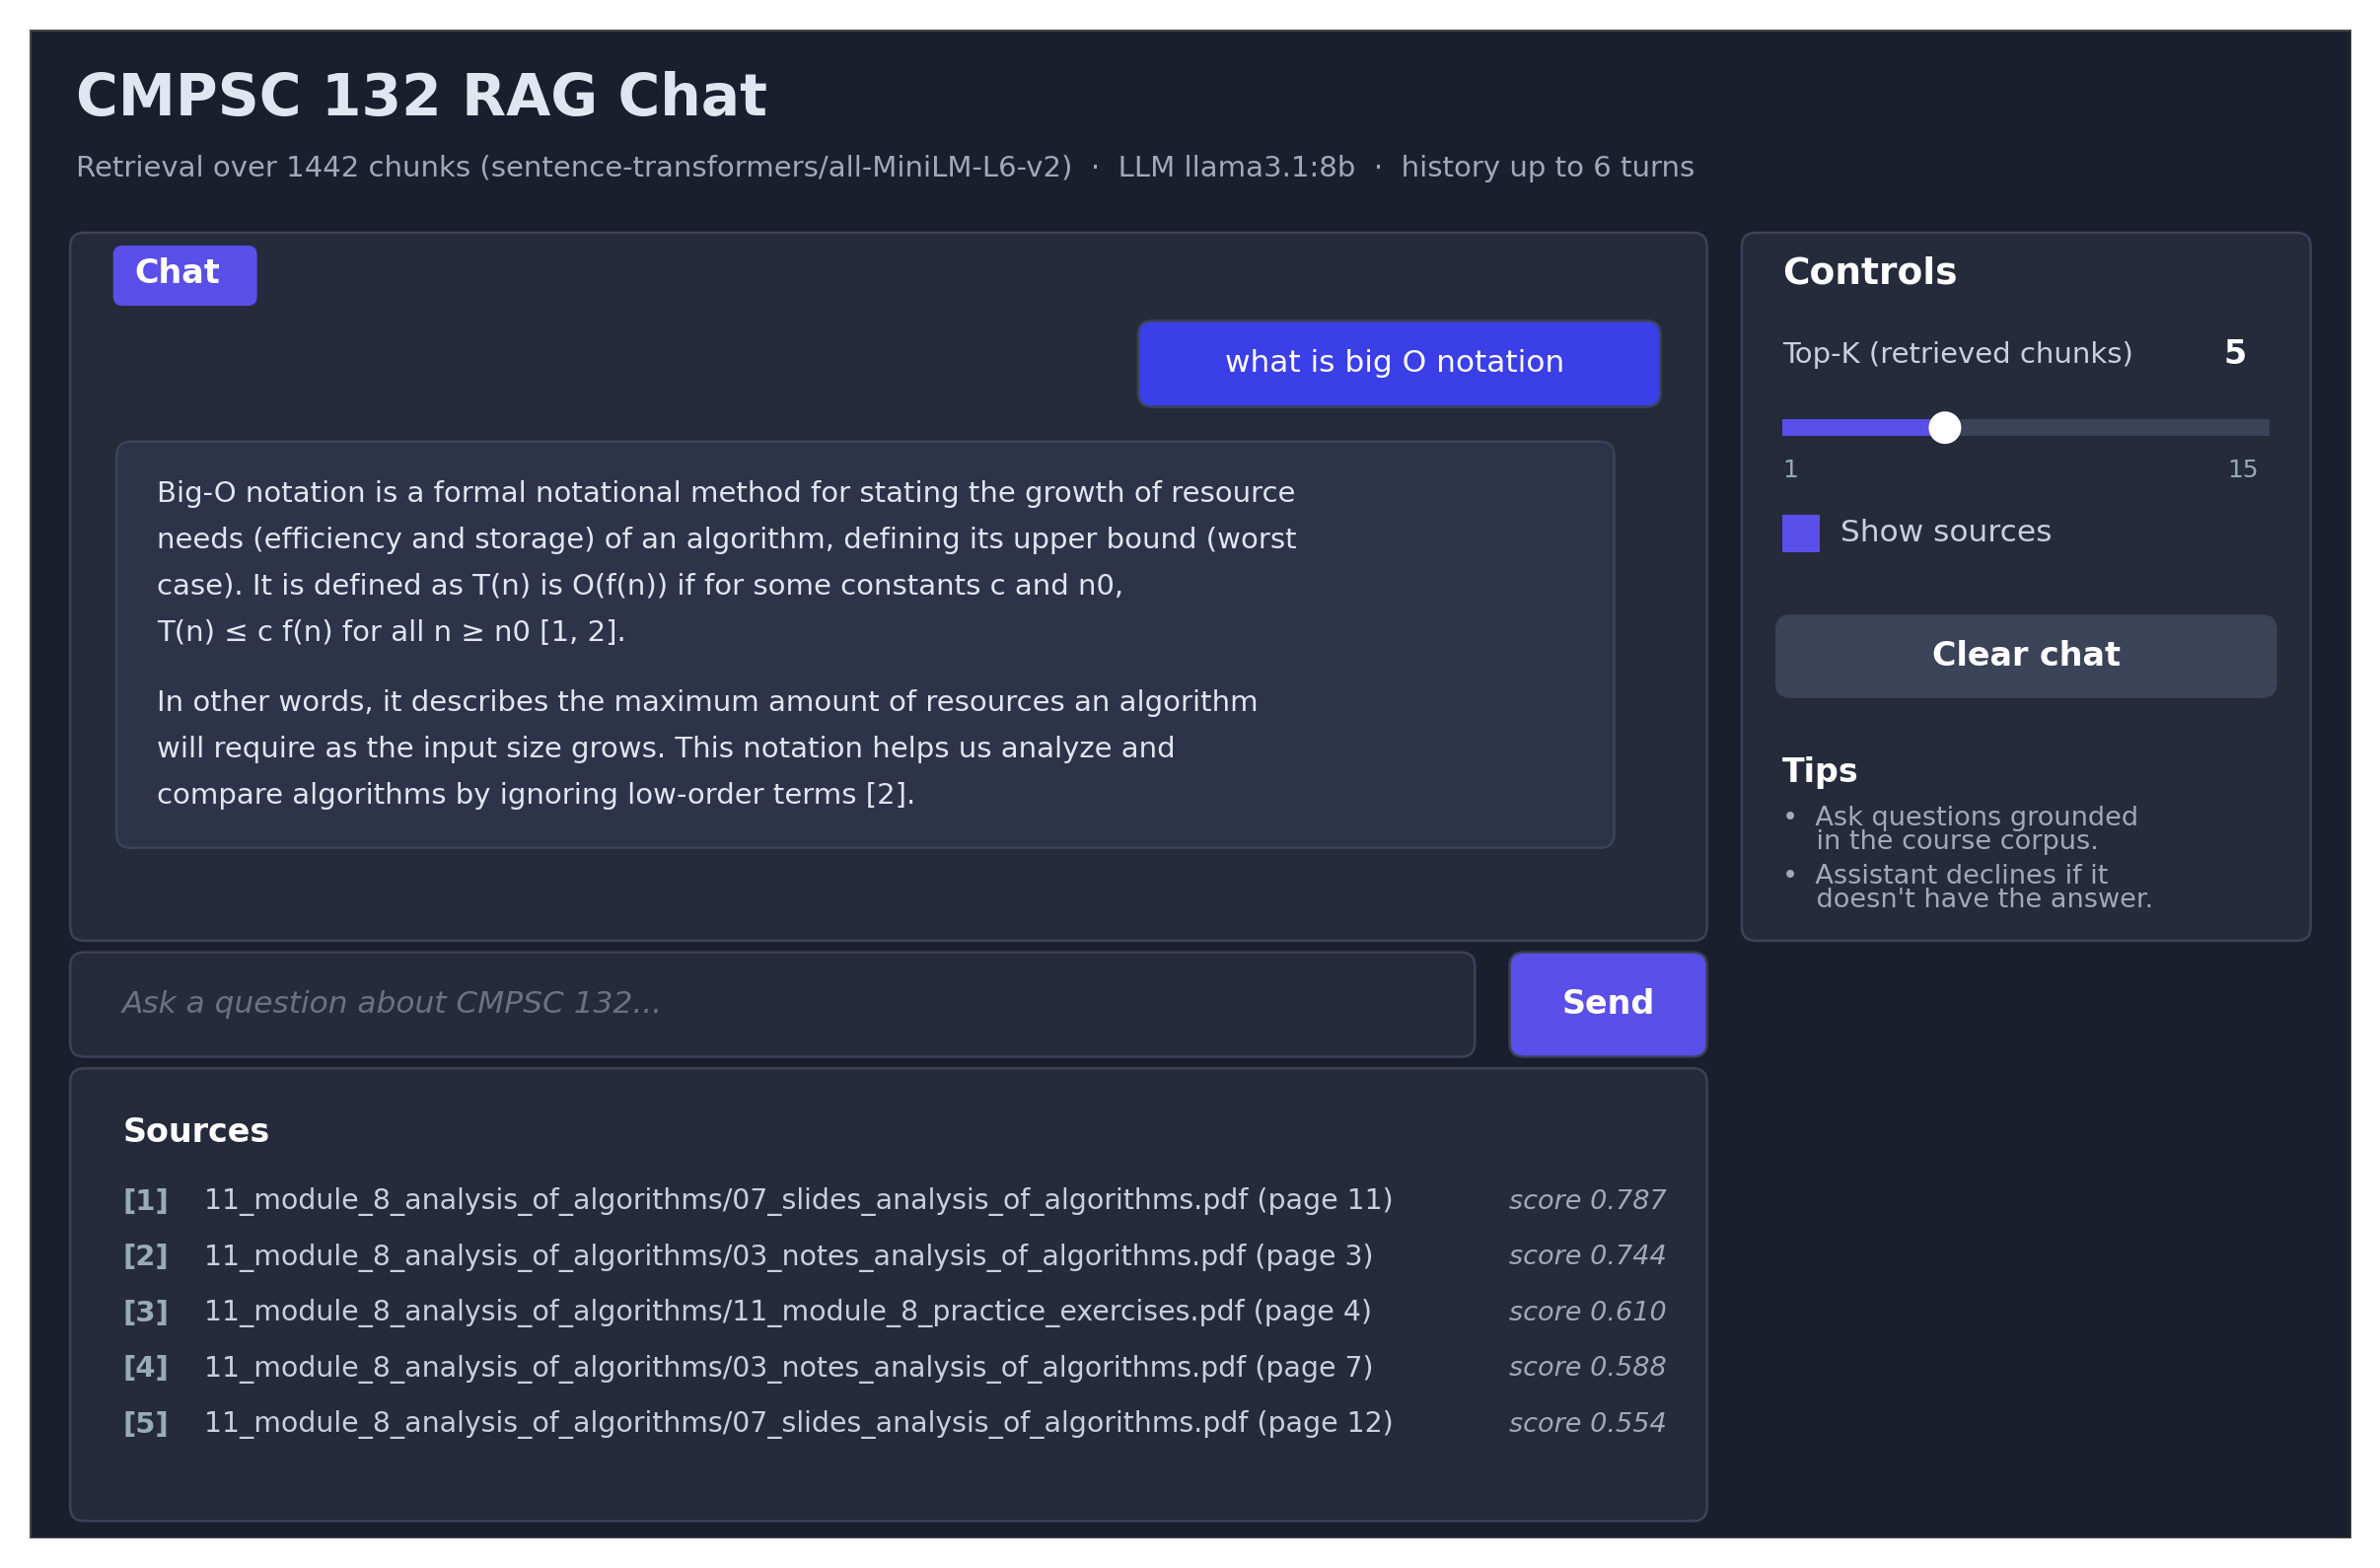 CMPSC 132 RAG Chat
Retrieval over 1442 chunks (sentence-transformers/all-MiniLM-L6-v2) · LLM llama3.1:8b · history up to 6 turns
Chat
what is big O notation
Big-O notation is a formal notational method for stating the growth of resource
needs (efficiency and storage) of an algorithm, defining its upper bound (worst
case). It is defined as T(n) is O(f(n)) if for some constants c and n0,
T(n) ≤ c f(n) for all n ≥ n0 [1, 2].
In other words, it describes the maximum amount of resources an algorithm
will require as the input size grows. This notation helps us analyze and
compare algorithms by ignoring low-order terms [2].
Controls
Top-K (retrieved chunks) 5
1 15
Show sources
Clear chat
Tips
• Ask questions grounded
in the course corpus.
• Assistant declines if it
doesn't have the answer.
Ask a question about CMPSC 132...
Send
Sources
[1] 11_module_8_analysis_of_algorithms/07_slides_analysis_of_algorithms.pdf (page 11) score 0.787
[2] 11_module_8_analysis_of_algorithms/03_notes_analysis_of_algorithms.pdf (page 3) score 0.744
[3] 11_module_8_analysis_of_algorithms/11_module_8_practice_exercises.pdf (page 4) score 0.610
[4] 11_module_8_analysis_of_algorithms/03_notes_analysis_of_algorithms.pdf (page 7) score 0.588
[5] 11_module_8_analysis_of_algorithms/07_slides_analysis_of_algorithms.pdf (page 12) score 0.554